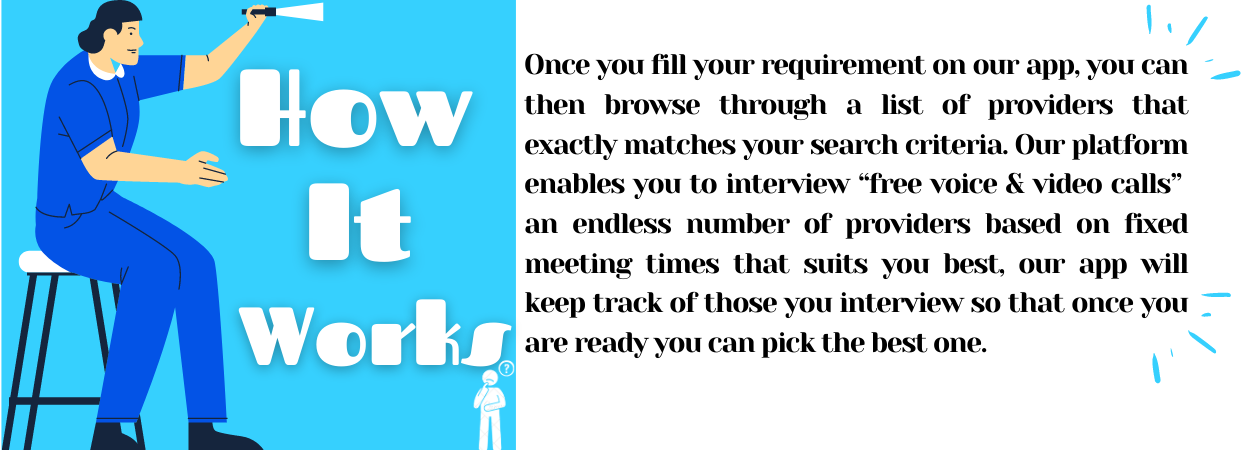 How
It
Works
?
Once you fill your requirement on our app, you can
then browse through a list of providers that
exactly matches your search criteria. Our platform
enables you to interview “free voice & video calls”
an endless number of providers based on fixed
meeting times that suits you best, our app will
keep track of those you interview so that once you
are ready you can pick the best one.